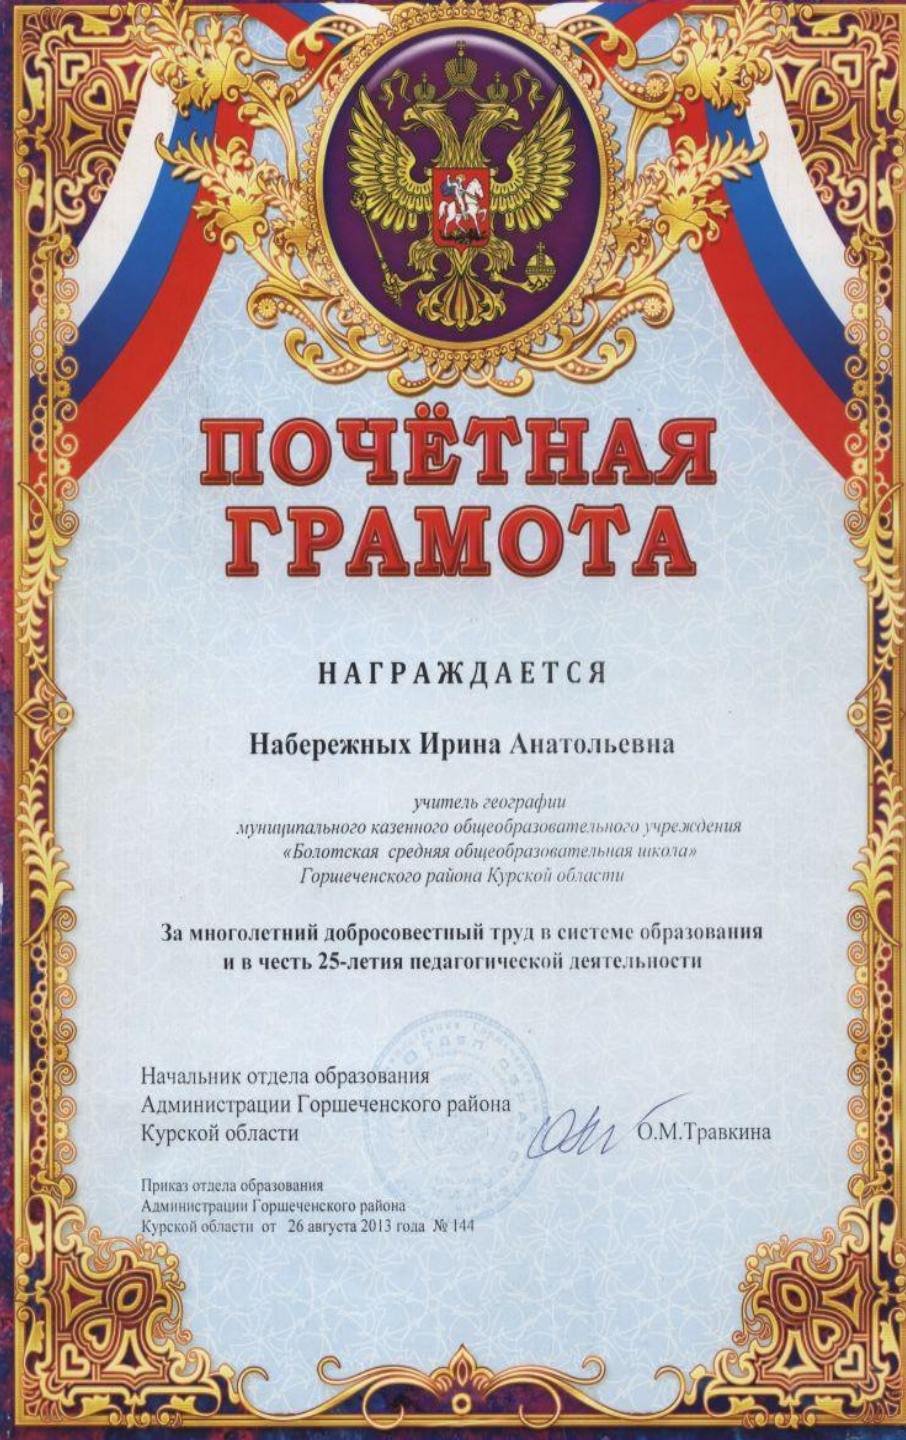 ПОЧЁТНАЯ
ГРАМОТА
НАГРАЖДАЕТСЯ
Набережных Ирина Анатольевна
учитель географии
муниципального казенного общеобразовательного учреждения
«Болотская средняя общеобразовательная школа»
Горшеченского района Курской области
За многолетний добросовестный труд в системе образования
и в честь 25-летия педагогической деятельности
Начальник отдела образования
Администрации Горшеченского района
Курской области
О.М.Травкина
Приказ отдела образования
Администрации Горшеченского района
Курской области от 26 августа 2013 года № 144